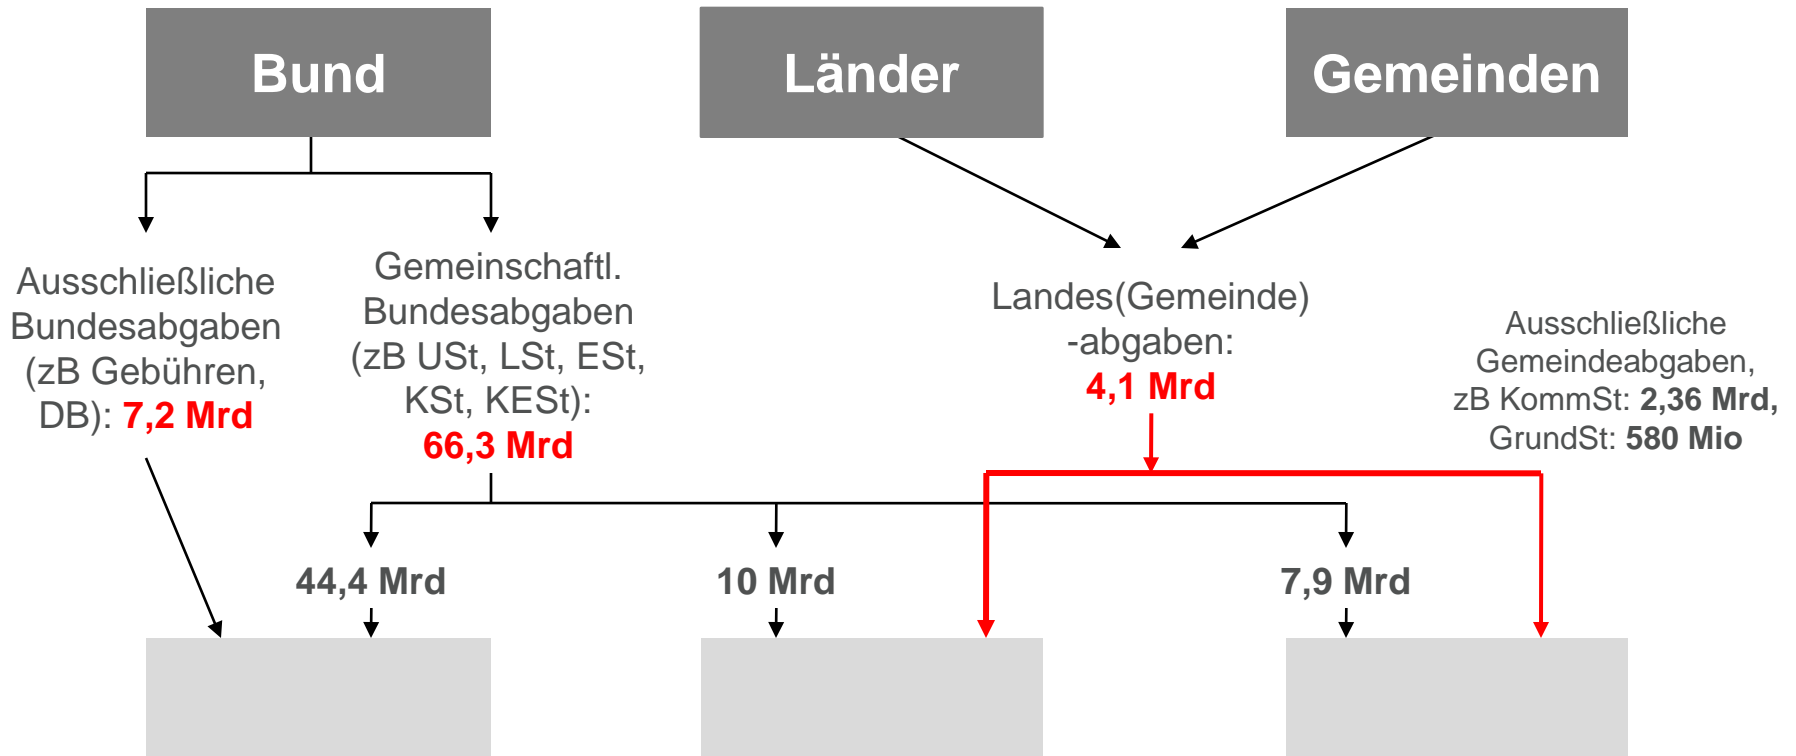 Bund
Länder
Gemeinden
Ausschließliche
Bundesabgaben
(zB Gebühren,
DB): 7,2 Mrd
Gemeinschaftl.
Bundesabgaben
(zB USt, LSt, ESt,
KSt, KESt):
66,3 Mrd
Landes(Gemeinde)
-abgaben:
4,1 Mrd
Ausschließliche
Gemeindeabgaben,
zB KommSt: 2,36 Mrd,
GrundSt: 580 Mio
44,4 Mrd
10 Mrd
7,9 Mrd